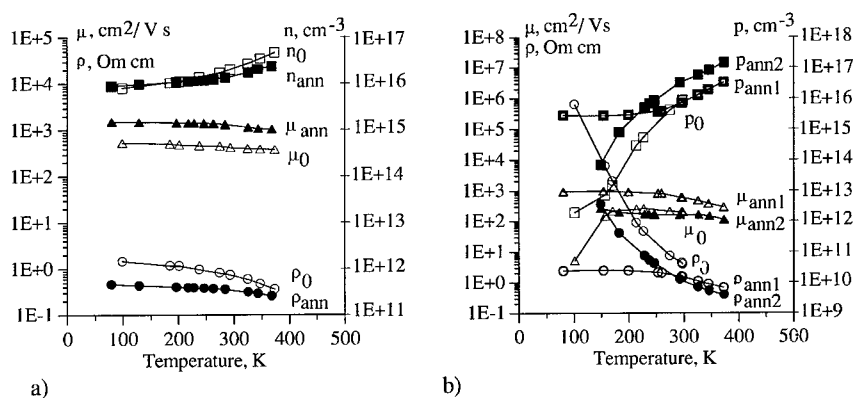 μ, cm2/ V s
ρ, Om cm
n, cm-3
1E+5
1E+4
1E+3
1E+2
1E+1
1E+0
1E-1
1E+17
1E+16
1E+15
1E+14
1E+13
1E+12
1E+11
n0
nann
μann
μ0
ρ0
ρann
0
100
200
300
400
500
Temperature, K
a)
μ, cm2/ Vs
ρ, Om cm
p, cm-3
1E+8
1E+7
1E+6
1E+5
1E+4
1E+3
1E+2
1E+1
1E+0
1E-1
1E+18
1E+17
1E+16
1E+15
1E+14
1E+13
1E+12
1E+11
1E+10
1E+9
pann2
pann1
p0
μann1
μ0
μann2
ρ0
ρann1
ρann2
0
100
200
300
400
500
Temperature, K
b)